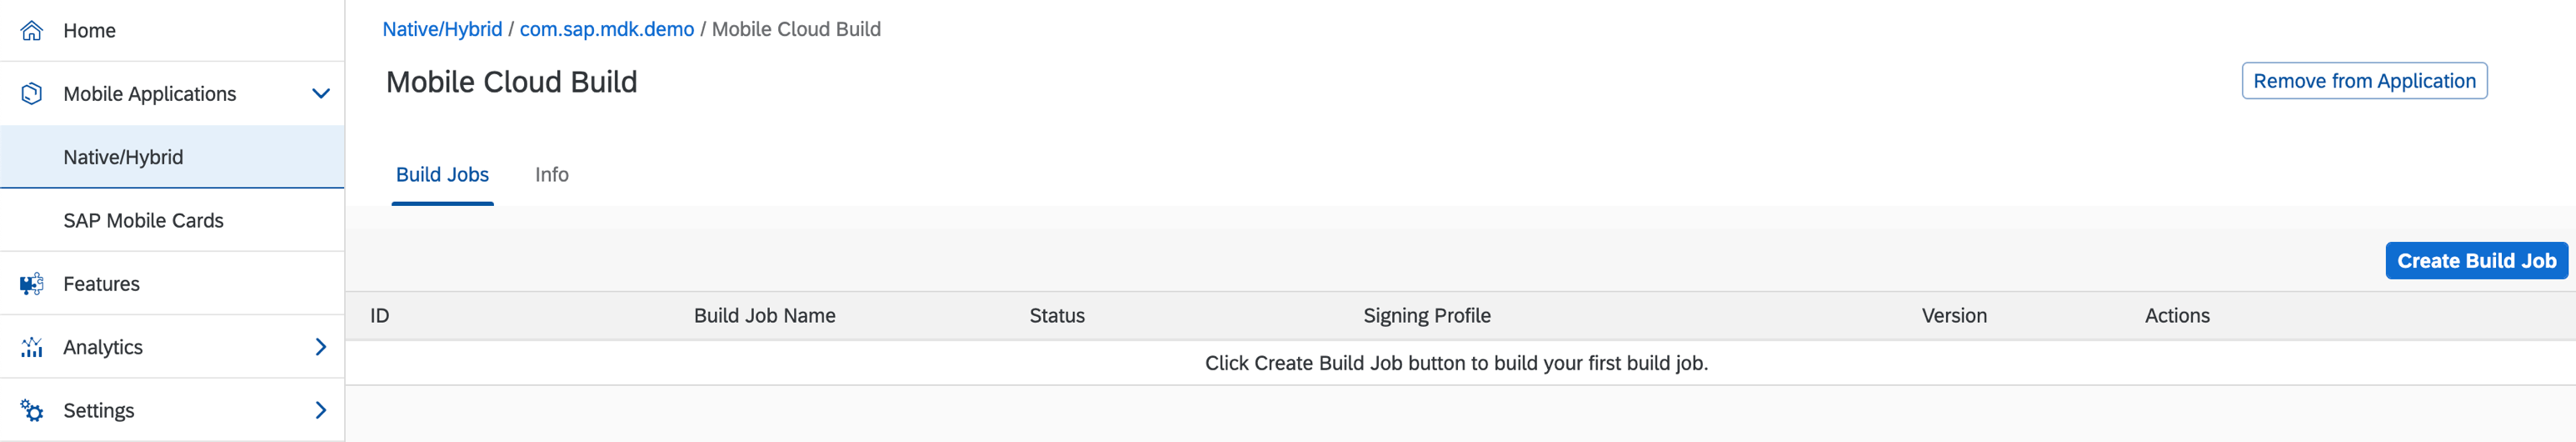 Home
Mobile Applications
Native/Hybrid
SAP Mobile Cards
Features
Analytics
Settings
Native/Hybrid / com.sap.mdk.demo / Mobile Cloud Build
Mobile Cloud Build
Remove from Application
Build Jobs Info
Create Build Job
ID Build Job Name Status Signing Profile Version Actions
Click Create Build Job button to build your first build job.